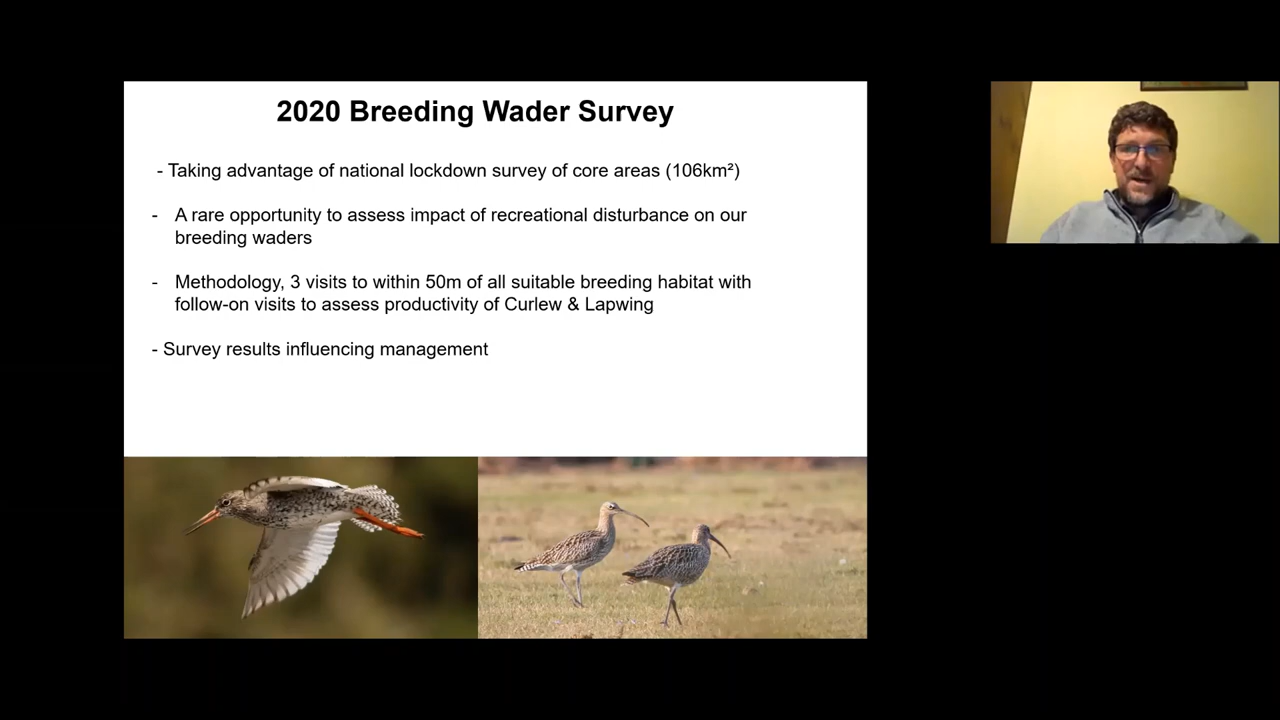 2020 Breeding Wader Survey
- Taking advantage of national lockdown survey of core areas (106km²)
- A rare opportunity to assess impact of recreational disturbance on our
breeding waders
- Methodology, 3 visits to within 50m of all suitable breeding habitat with
follow-on visits to assess productivity of Curlew & Lapwing
- Survey results influencing management